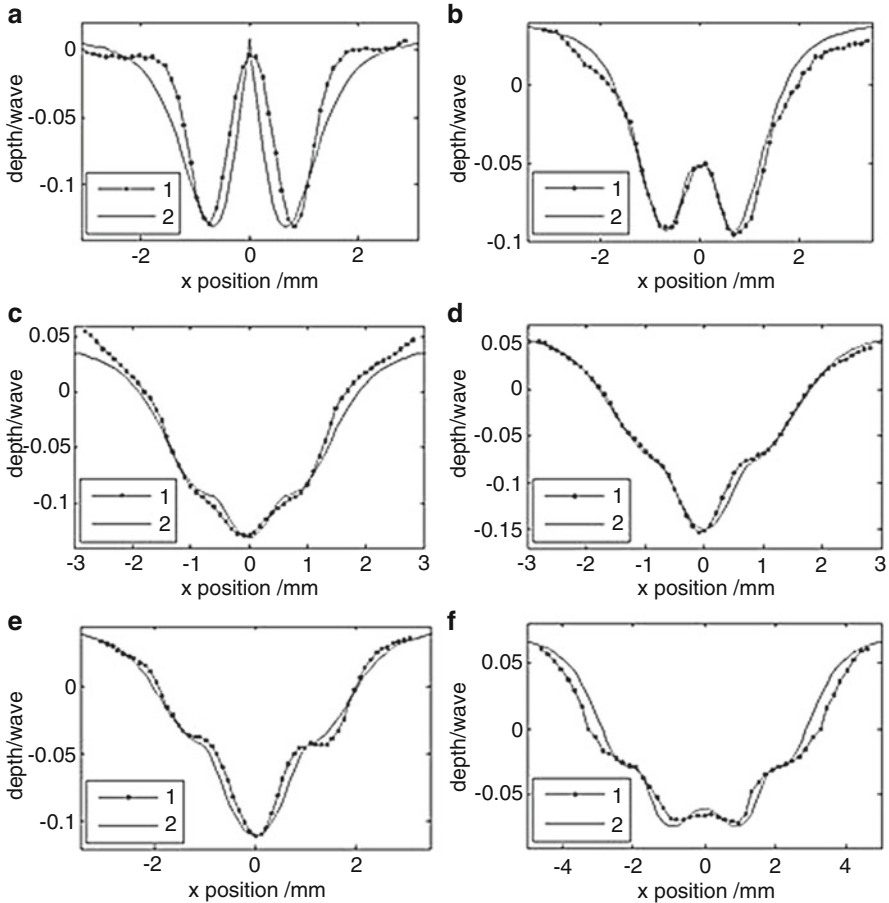 a
depth/wave
0
-0.05
-0.1
1
2
-2 0 2
x position /mm
b
depth/wave
0
-0.05
-0.1
1
2
-2 0 2
x position /mm
c
depth/wave
0.05
0
-0.05
-0.1
1
2
-3 -2 -1 0 1 2 3
x position /mm
d
depth/wave
0.05
0
-0.05
-0.1
-0.15
1
2
-3 -2 -1 0 1 2 3
x position /mm
e
depth/wave
0
-0.05
-0.1
1
2
-2 0 2
x position /mm
f
depth/wave
0.05
0
-0.05
1
2
-4 -2 0 2 4
x position /mm